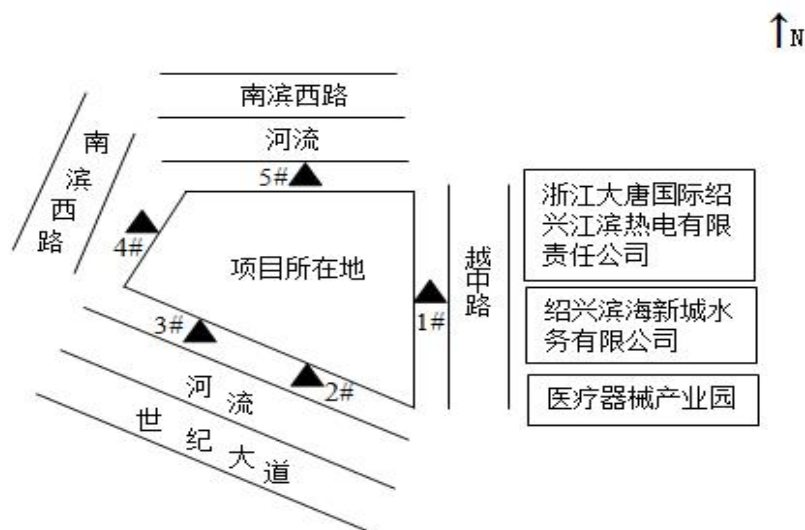 N
南滨西路
河流
南滨西路
5#
4#
项目所在地
越中路
1#
3#
2#
河流
世纪大道
浙江大唐国际绍
兴江滨热电有限
责任公司
绍兴滨海新城水
务有限公司
医疗器械产业园